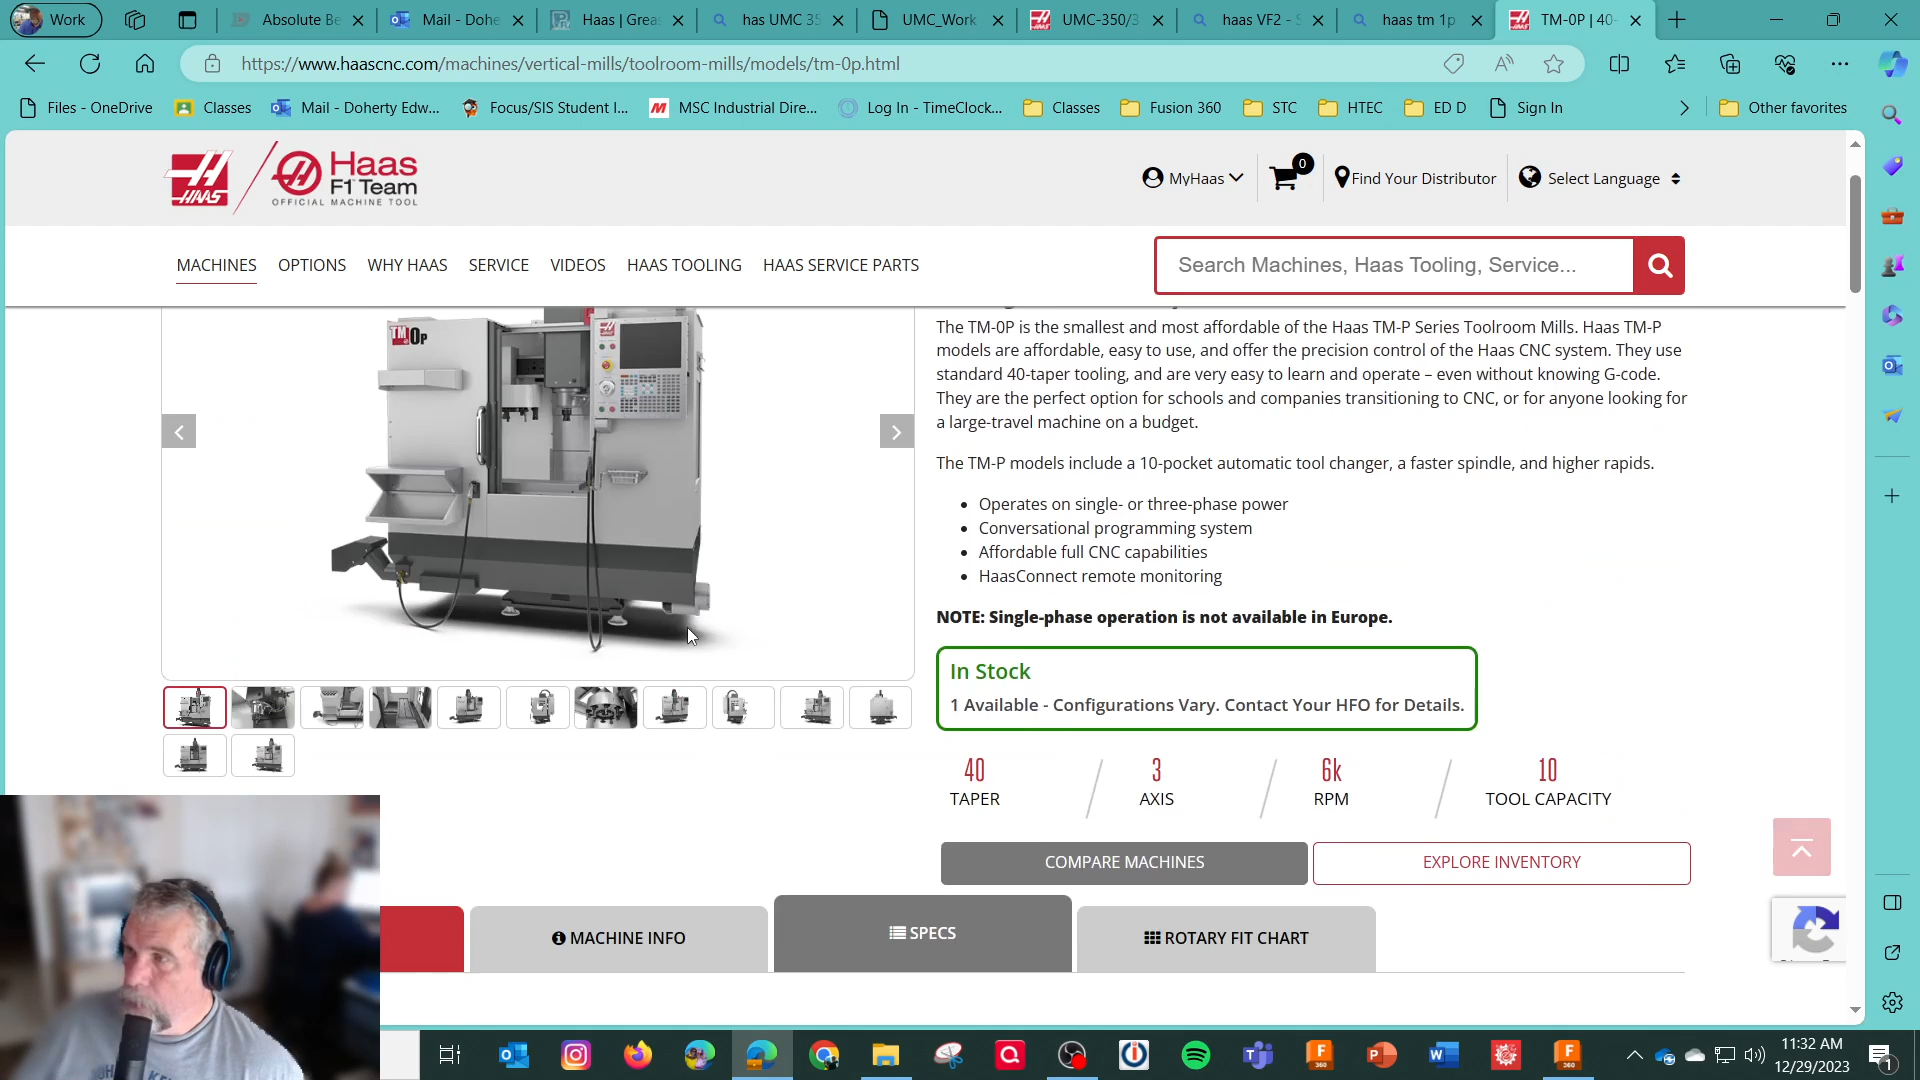 Work
Absolute Be
Mail - Dohe
Haas | Grea
has UMC 35
UMC_Work
UMC-350/3
haas VF2 - S
haas tm 1p
TM-0P | 40-
https://www.haascnc.com/machines/vertical-mills/toolroom-mills/models/tm-0p.html
Files - OneDrive
Classes
Mail - Doherty Edw...
Focus/SIS Student I...
MSC Industrial Dire...
Log In - TimeClock...
Classes
Fusion 360
STC
HTEC
ED D
Sign In
Other favorites
HAAS
Haas
F1 Team
OFFICIAL MACHINE TOOL
MyHaas
0
Find Your Distributor
Select Language
MACHINES
OPTIONS
WHY HAAS
SERVICE
VIDEOS
HAAS TOOLING
HAAS SERVICE PARTS
Search Machines, Haas Tooling, Service...
TM0P
The TM-0P is the smallest and most affordable of the Haas TM-P Series Toolroom Mills. Haas TM-P
models are affordable, easy to use, and offer the precision control of the Haas CNC system. They use
standard 40-taper tooling, and are very easy to learn and operate – even without knowing G-code.
They are the perfect option for schools and companies transitioning to CNC, or for anyone looking for
a large-travel machine on a budget.
The TM-P models include a 10-pocket automatic tool changer, a faster spindle, and higher rapids.
Operates on single- or three-phase power
Conversational programming system
Affordable full CNC capabilities
HaasConnect remote monitoring
NOTE: Single-phase operation is not available in Europe.
In Stock
1 Available - Configurations Vary. Contact Your HFO for Details.
40
TAPER
3
AXIS
6k
RPM
10
TOOL CAPACITY
COMPARE MACHINES
EXPLORE INVENTORY
MACHINE INFO
SPECS
ROTARY FIT CHART
11:32 AM
12/29/2023
1